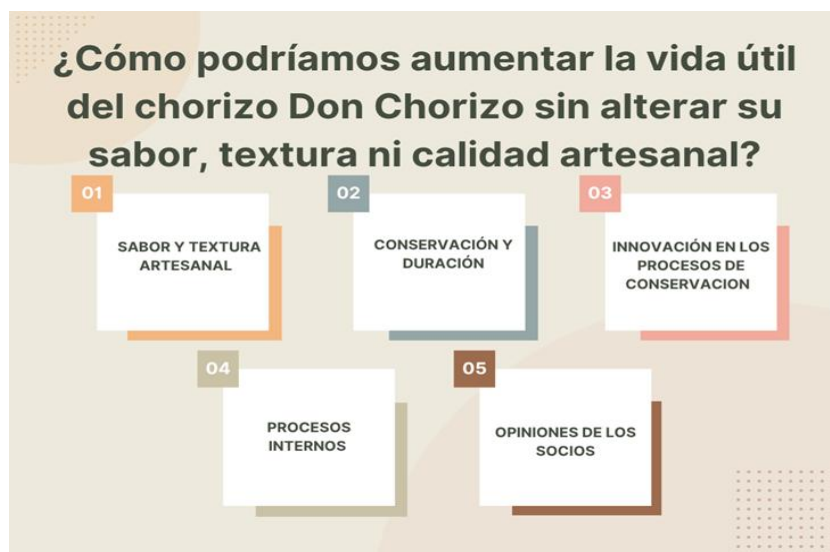 ¿Cómo podríamos aumentar la vida útil
del chorizo Don Chorizo sin alterar su
sabor, textura ni calidad artesanal?
01
SABOR Y TEXTURA
ARTESANAL
02
CONSERVACIÓN Y
DURACIÓN
03
INNOVACIÓN EN LOS
PROCESOS DE
CONSERVACION
04
PROCESOS
INTERNOS
05
OPINIONES DE LOS
SOCIOS